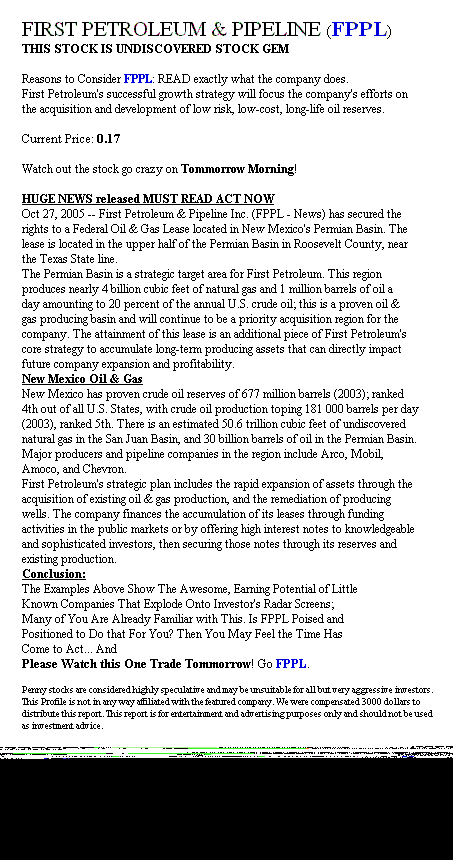 FIRST PETROLEUM & PIPELINE (FPPL)
THIS STOCK IS UNDISCOVERED STOCK GEM
Reasons to Consider FPPL: READ exactly what the company does.
First Petroleum's successful growth strategy will focus the company's efforts on
the acquisition and development of low risk, low-cost, long-life oil reserves.
Current Price: 0.17
Watch out the stock go crazy on Tommorrow Morning!
HUGE NEWS released MUST READ ACT NOW
Oct 27, 2005 -- First Petroleum & Pipeline Inc. (FPPL - News) has secured the
rights to a Federal Oil & Gas Lease located in New Mexico's Permian Basin. The
lease is located in the upper half of the Permian Basin in Roosevelt County, near
the Texas State line.
The Permian Basin is a strategic target area for First Petroleum. This region
produces nearly 4 billion cubic feet of natural gas and 1 million barrels of oil a
day amounting to 20 percent of the annual U.S. crude oil; this is a proven oil &
gas producing basin and will continue to be a priority acquisition region for the
company. The attainment of this lease is an additional piece of First Petroleum's
core strategy to accumulate long-term producing assets that can directly impact
future company expansion and profitability.
New Mexico Oil & Gas
New Mexico has proven crude oil reserves of 677 million barrels (2003); ranked
4th out of all U.S. States, with crude oil production toping 181 000 barrels per day
(2003), ranked 5th. There is an estimated 50.6 trillion cubic feet of undiscovered
natural gas in the San Juan Basin, and 30 billion barrels of oil in the Permian Basin.
Major producers and pipeline companies in the region include Arco, Mobil,
Amoco, and Chevron.
First Petroleum's strategic plan includes the rapid expansion of assets through the
acquisition of existing oil & gas production, and the remediation of producing
wells. The company finances the accumulation of its leases through funding
activities in the public markets or by offering high interest notes to knowledgeable
and sophisticated investors, then securing those notes through its reserves and
existing production.
Conclusion:
The Examples Above Show The Awesome, Earning Potential of Little
Known Companies That Explode Onto Investor's Radar Screens;
Many of You Are Already Familiar with This. Is FPPL Poised and
Positioned to Do that For You? Then You May Feel the Time Has
Come to Act... And
Please Watch this One Trade Tommorrow! Go FPPL.
Penny stocks are considered highly speculative and may be unsuitable for all but very aggressive investors.
This Profile is not in any way affiliated with the featured company. We were compensated 3000 dollars to
distribute this report. This report is for entertainment and advertising purposes only and should not be used
as investment advice.